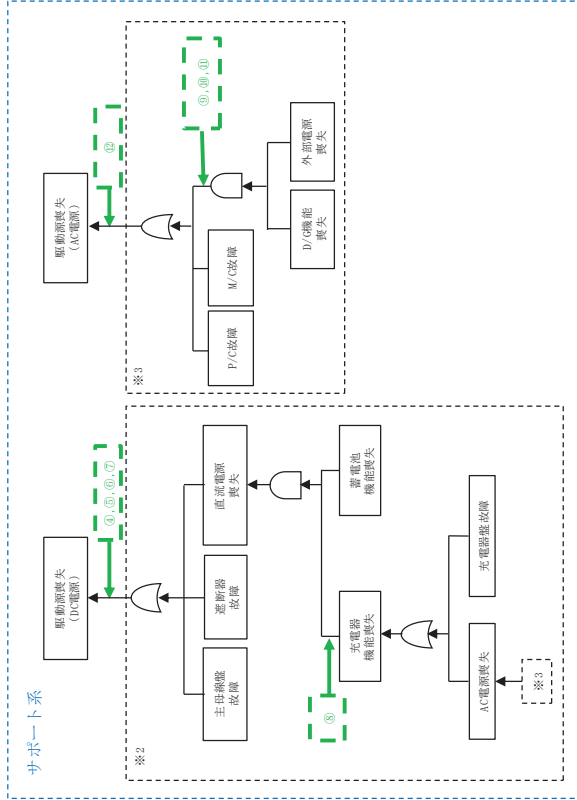 サポート系
駆動源喪失
(DC電源)
④,⑤,⑥,⑦
※2
主母線盤
故障
遮断器
故障
直流電源
喪失
⑧
充電器
機能喪失
蓄電池
機能喪失
AC電源喪失
充電器盤故障
※3
駆動源喪失
(AC電源)
⑫
※3
P/C故障
M/C故障
⑨,⑩,⑪
D/G機能
喪失
外部電源
喪失